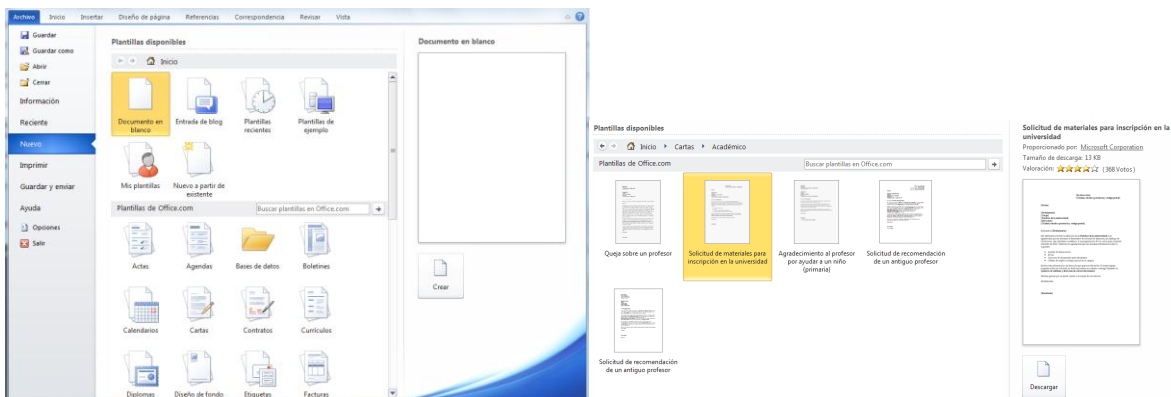 Archivo Inicio Insertar Diseño de página Referencias Correspondencia Revisar Vista
Guardar
Guardar como
Abrir
Cerrar
Información
Reciente
Nuevo
Imprimir
Guardar y enviar
Ayuda
Opciones
Salir
Plantillas disponibles
Inicio
Documento en blanco
Entrada de blog
Plantillas recientes
Plantillas de ejemplo
Mis plantillas
Nuevo a partir de existente
Plantillas de Office.com
Buscar plantillas en Office.com
Actas
Agendas
Bases de datos
Boletines
Calendarios
Cartas
Contratos
Currículos
Diplomas
Diseño de fondo
Etiquetas
Facturas
Documento en blanco
Crear
Plantillas disponibles
Inicio Cartas Académico
Plantillas de Office.com
Buscar plantillas en Office.com
Queja sobre un profesor
Solicitud de materiales para
inscripción en la universidad
Agradecimiento al profesor
por ayudar a un niño
(primaria)
Solicitud de recomendación
de un antiguo profesor
Solicitud de recomendación
de un antiguo profesor
Solicitud de materiales para inscripción en la
universidad
Proporcionado por: Microsoft Corporation
Tamaño de descarga: 13 KB
Valoración: (368 Votos)
Descargar